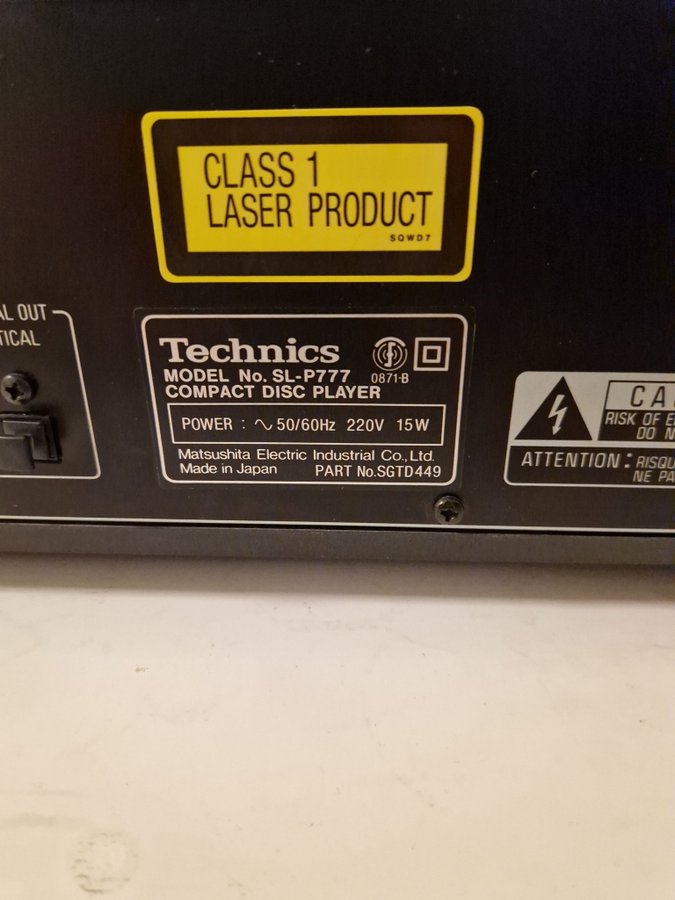 CLASS 1
LASER PRODUCT
SQWD7
AL OUT
TICAL
Technics
MODEL No. SL-P777
0871-B
COMPACT DISC PLAYER
POWER : ~ 50/60Hz 220V 15W
Matsushita Electric Industrial Co., Ltd.
Made in Japan PART No.SGTD449
CA
RISK OF E
DO N
ATTENTION : RISQU
NE PA